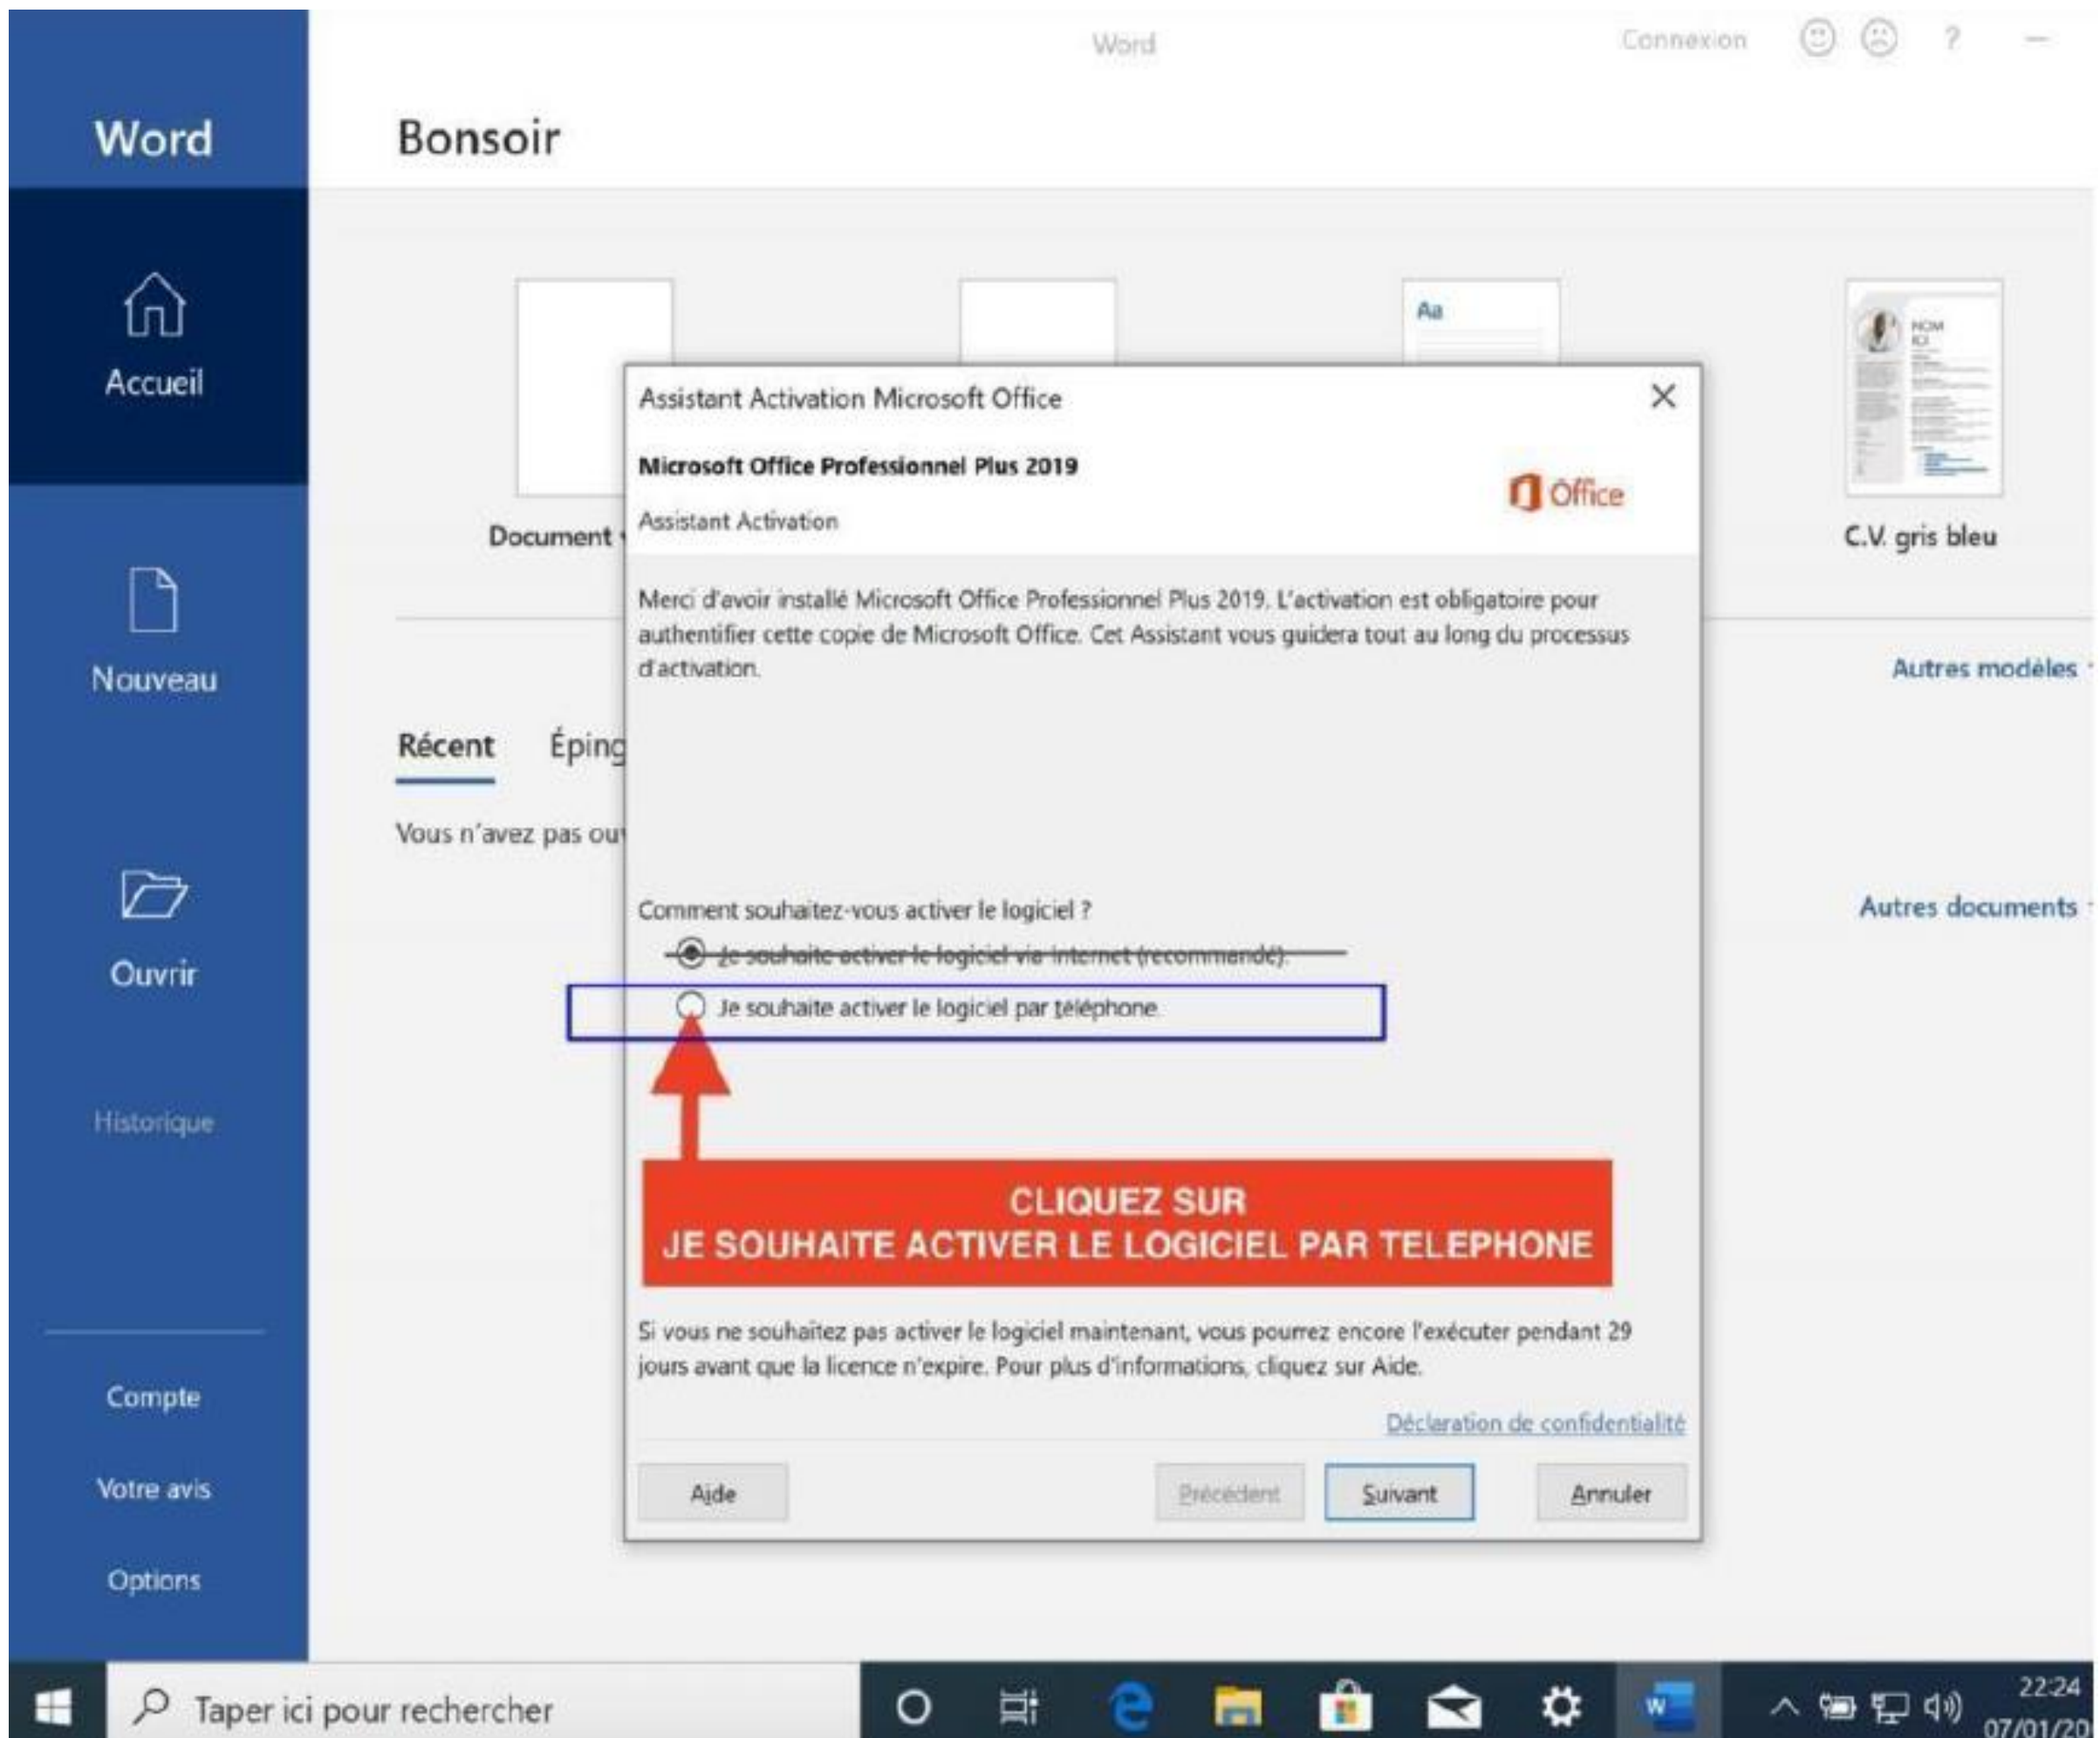 Word
Connexion
?
Word
Bonsoir
Accueil
Aa
NOM
ICI
Document
C.V. gris bleu
Nouveau
Autres modèles
Récent
Éping
Vous n'avez pas ouv
Autres documents
Ouvrir
Historique
Assistant Activation Microsoft Office
Microsoft Office Professionnel Plus 2019
Office
Assistant Activation
Merci d'avoir installé Microsoft Office Professionnel Plus 2019. L'activation est obligatoire pour
authentifier cette copie de Microsoft Office. Cet Assistant vous guidera tout au long du processus
d'activation.
Comment souhaitez-vous activer le logiciel ?
Je souhaite activer le logiciel via Internet (recommandé).
Je souhaite activer le logiciel par téléphone.
CLIQUEZ SUR
JE SOUHAITE ACTIVER LE LOGICIEL PAR TELEPHONE
Si vous ne souhaitez pas activer le logiciel maintenant, vous pourrez encore l'exécuter pendant 29
jours avant que la licence n'expire. Pour plus d'informations, cliquez sur Aide.
Déclaration de confidentialité
Aide
Précédent
Suivant
Annuler
Compte
Votre avis
Options
Taper ici pour rechercher
W
22:24
07/01/20